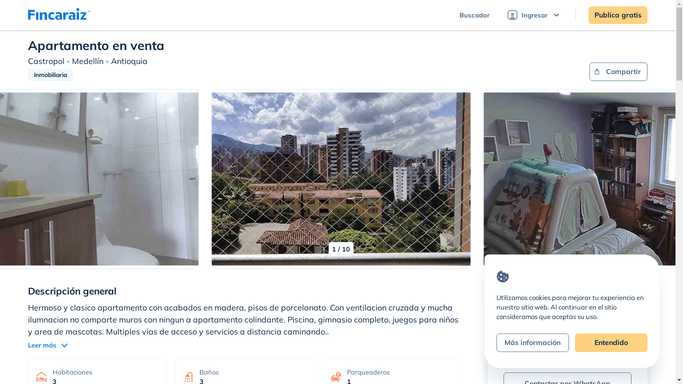 Fincaraiz
Buscador
Ingresar
Publica gratis
Apartamento en venta
Castropol - Medellín - Antioquia
Inmobiliaria
Compartir
1 / 10
Descripción general
Hermoso y clasico apartamento con acabados en madera, pisos de porcelanato. Con ventilacion cruzada y mucha
ilumnacion no comparte muros con ningun a apartamento colindante. Piscina, gimnasio completo, juegos para niños
y area de mascotas. Multiples vias de acceso y servicios a distancia caminando..
Leer más
Habitaciones
3
Baños
3
Parqueaderos
1
Utilizamos cookies para mejorar tu experiencia en
nuestro sitio web. Al continuar en el sitio
consideramos que aceptas su uso.
Más información
Entendido
Contactar por WhatsApp